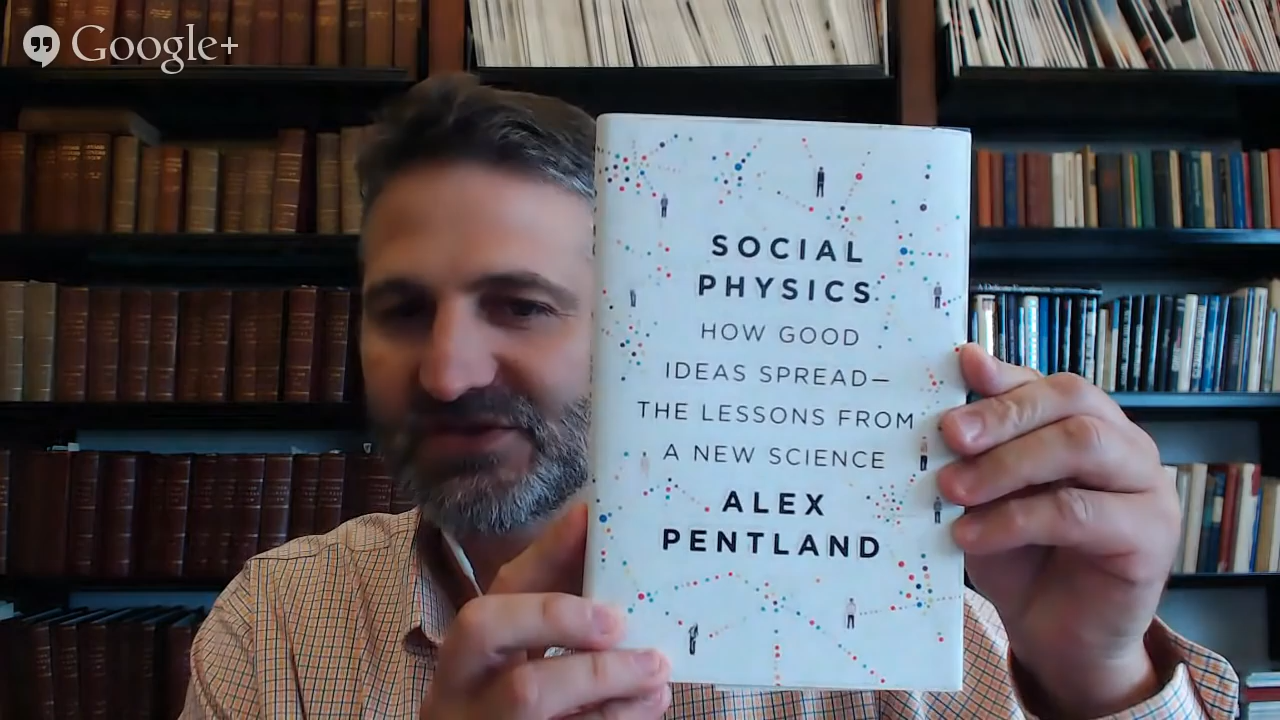 Google+
SOCIAL
PHYSICS
HOW GOOD
IDEAS SPREAD—
THE LESSONS FROM
A NEW SCIENCE
ALEX
PENTLAND